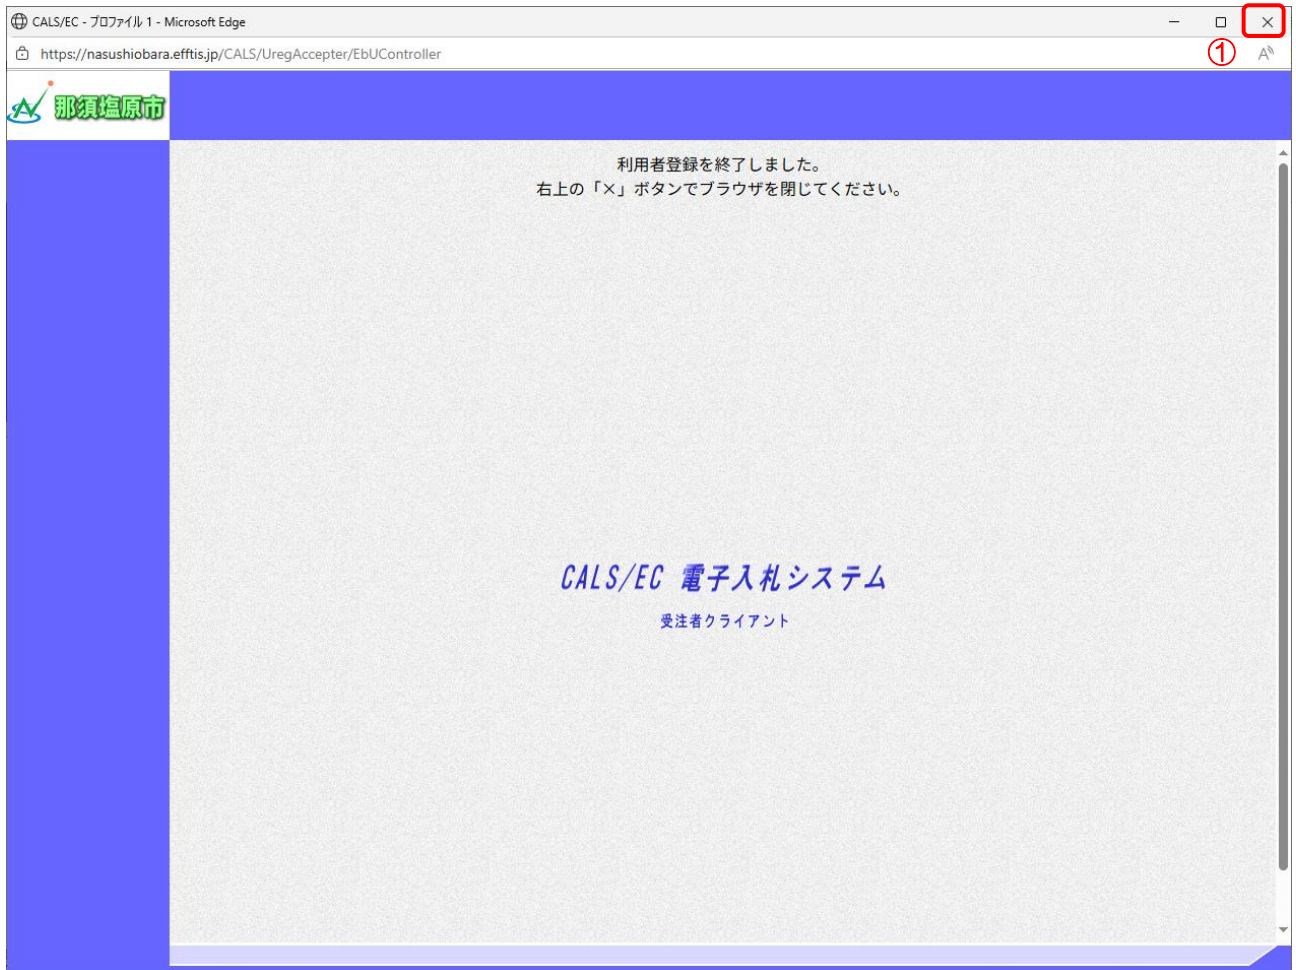 CALS/EC - プロファイル 1 - Microsoft Edge
https://nasushiobara.efftis.jp/CALS/UregAccepter/EbUController
①
那須塩原市
利用者登録を終了しました。
右上の「×」ボタンでブラウザを閉じてください。
CALS/EC 電子入札システム
受注者クライアント